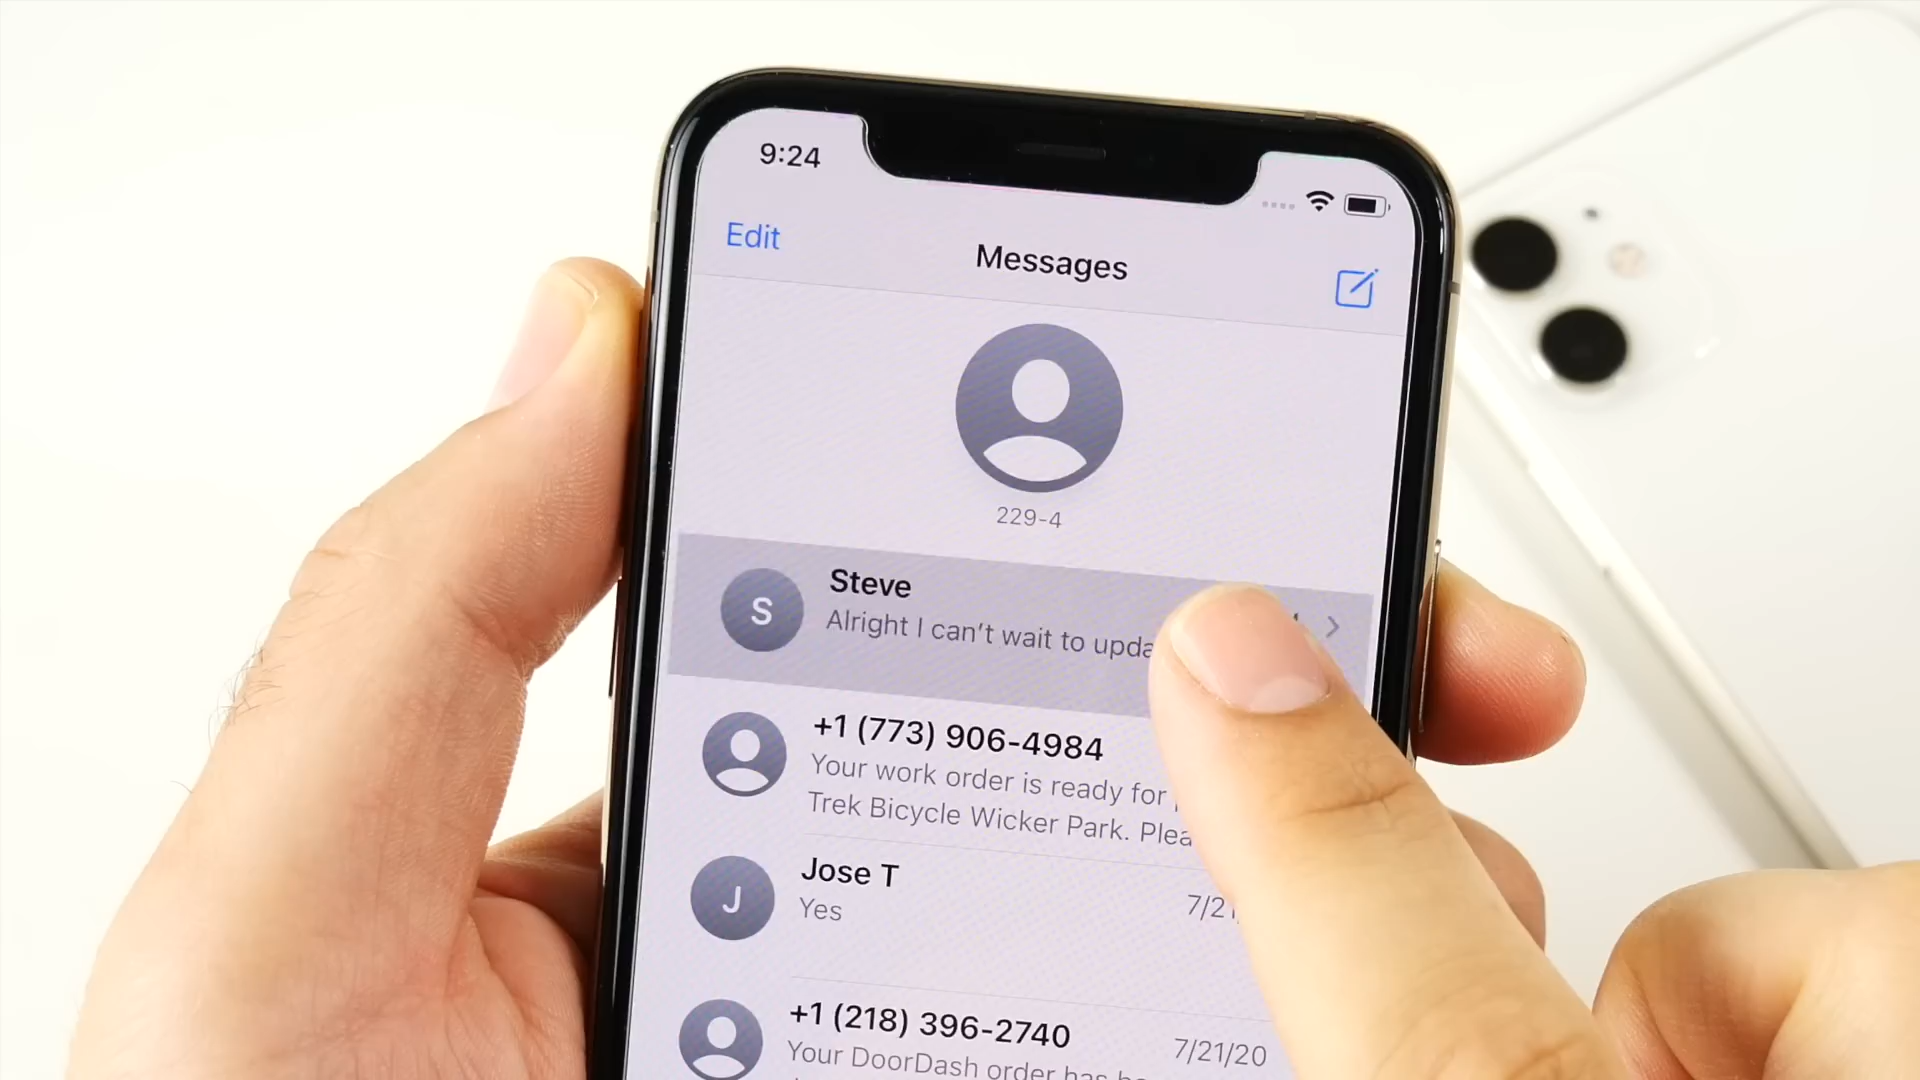 9:24
Edit
Messages
229-4
Steve
Alright I can't wait to upda
S
+1 (773) 906-4984
Your work order is ready for
Trek Bicycle Wicker Park. Plea
Jose T
J
Yes
7/21
+1 (218) 396-2740
7/21/20
Your DoorDash order has